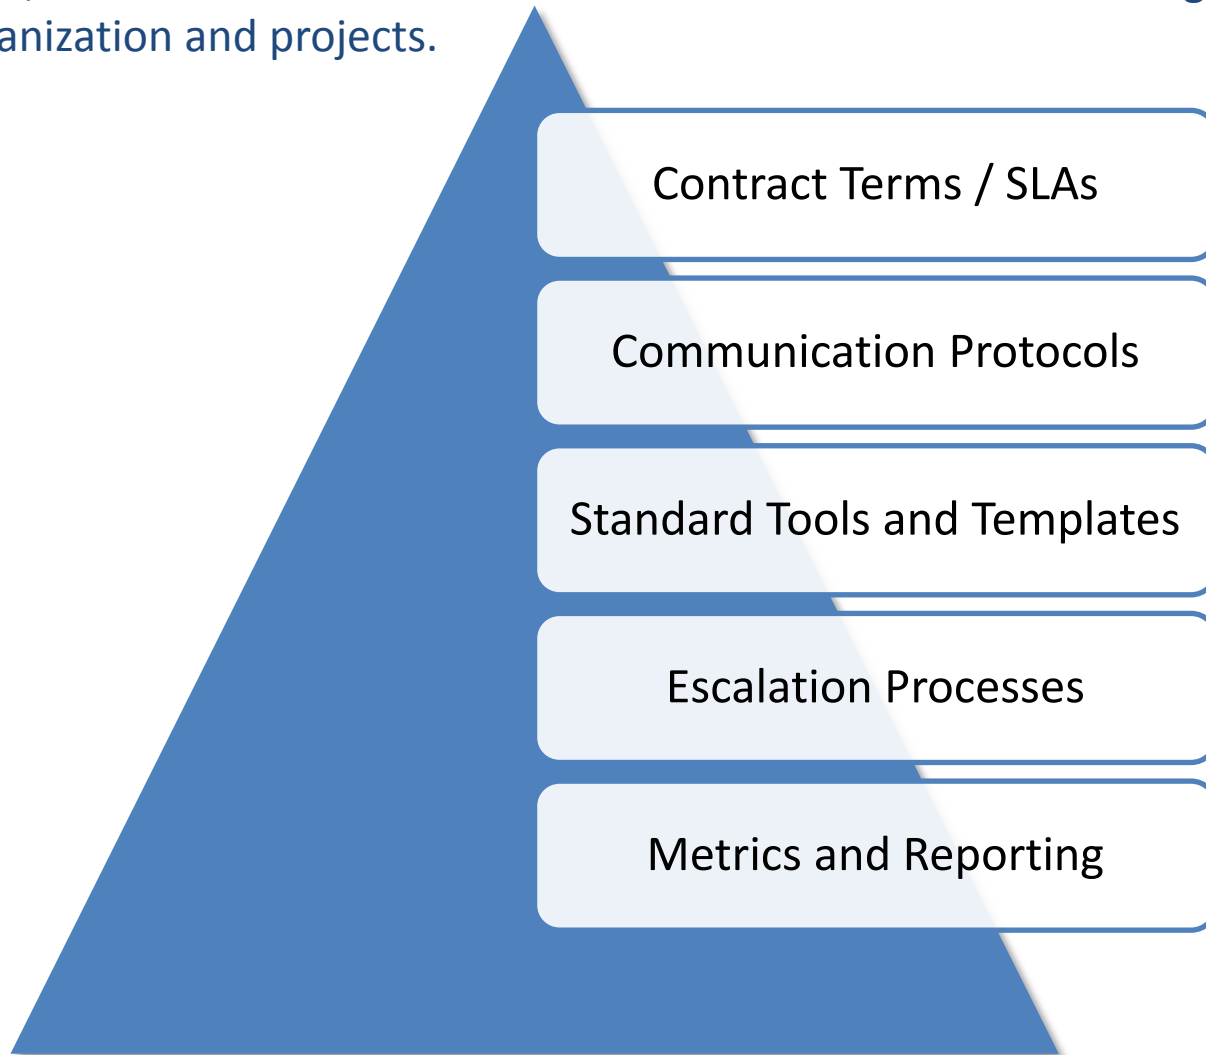 anization and projects.
Contract Terms / SLAs
Communication Protocols
Standard Tools and Templates
Escalation Processes
Metrics and Reporting